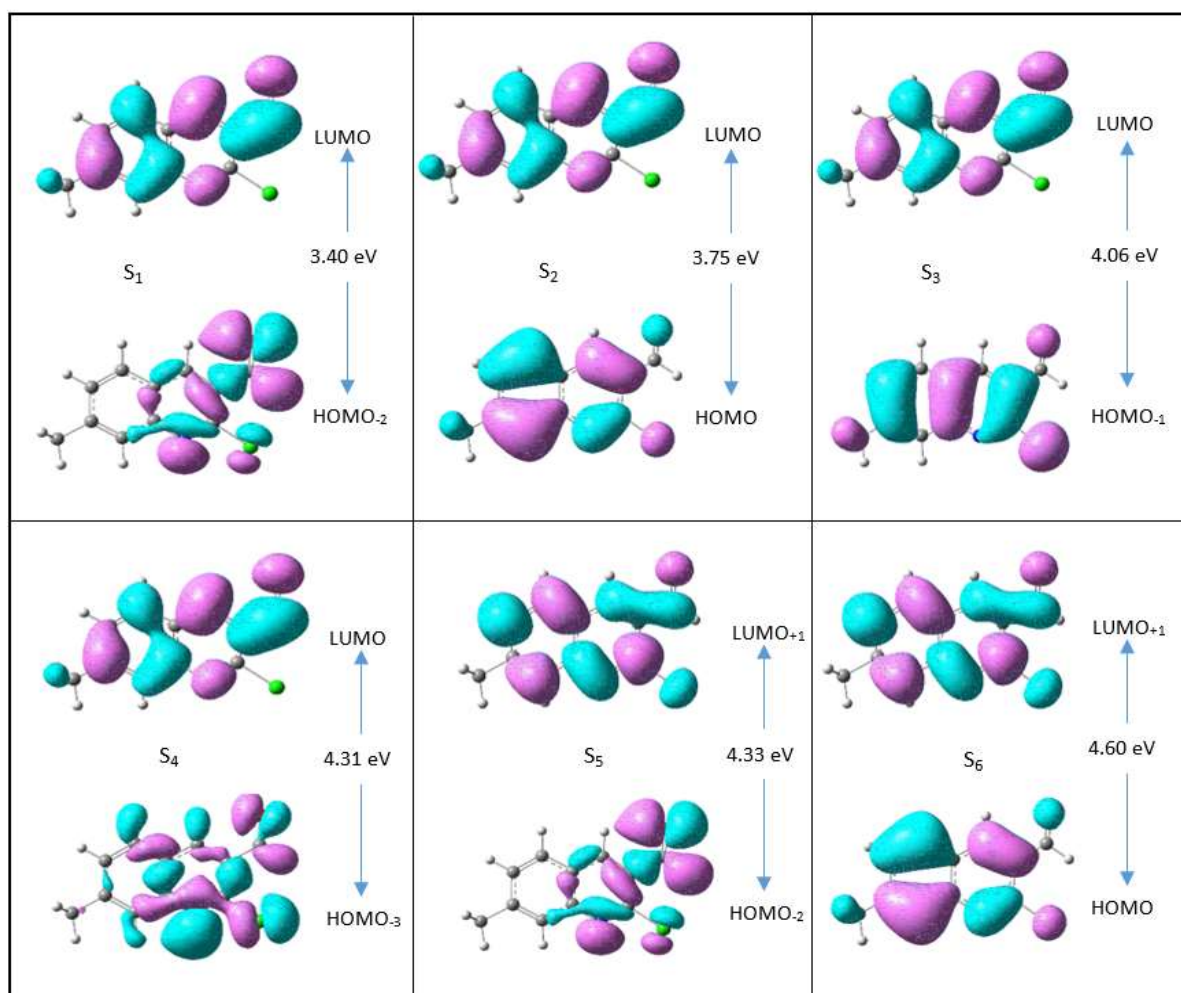 LUMO
3.40 eV
S1
HOMO-2
LUMO
3.75 eV
S2
HOMO
LUMO
4.06 eV
S3
HOMO-1
LUMO
4.31 eV
S4
HOMO-3
LUMO+1
4.33 eV
S5
HOMO-2
LUMO+1
4.60 eV
S6
HOMO